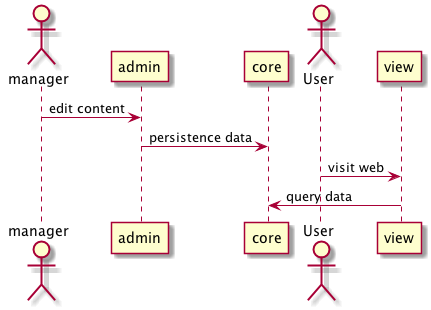 manager admin core User view
edit content
persistence data
visit web
query data
manager admin core User view